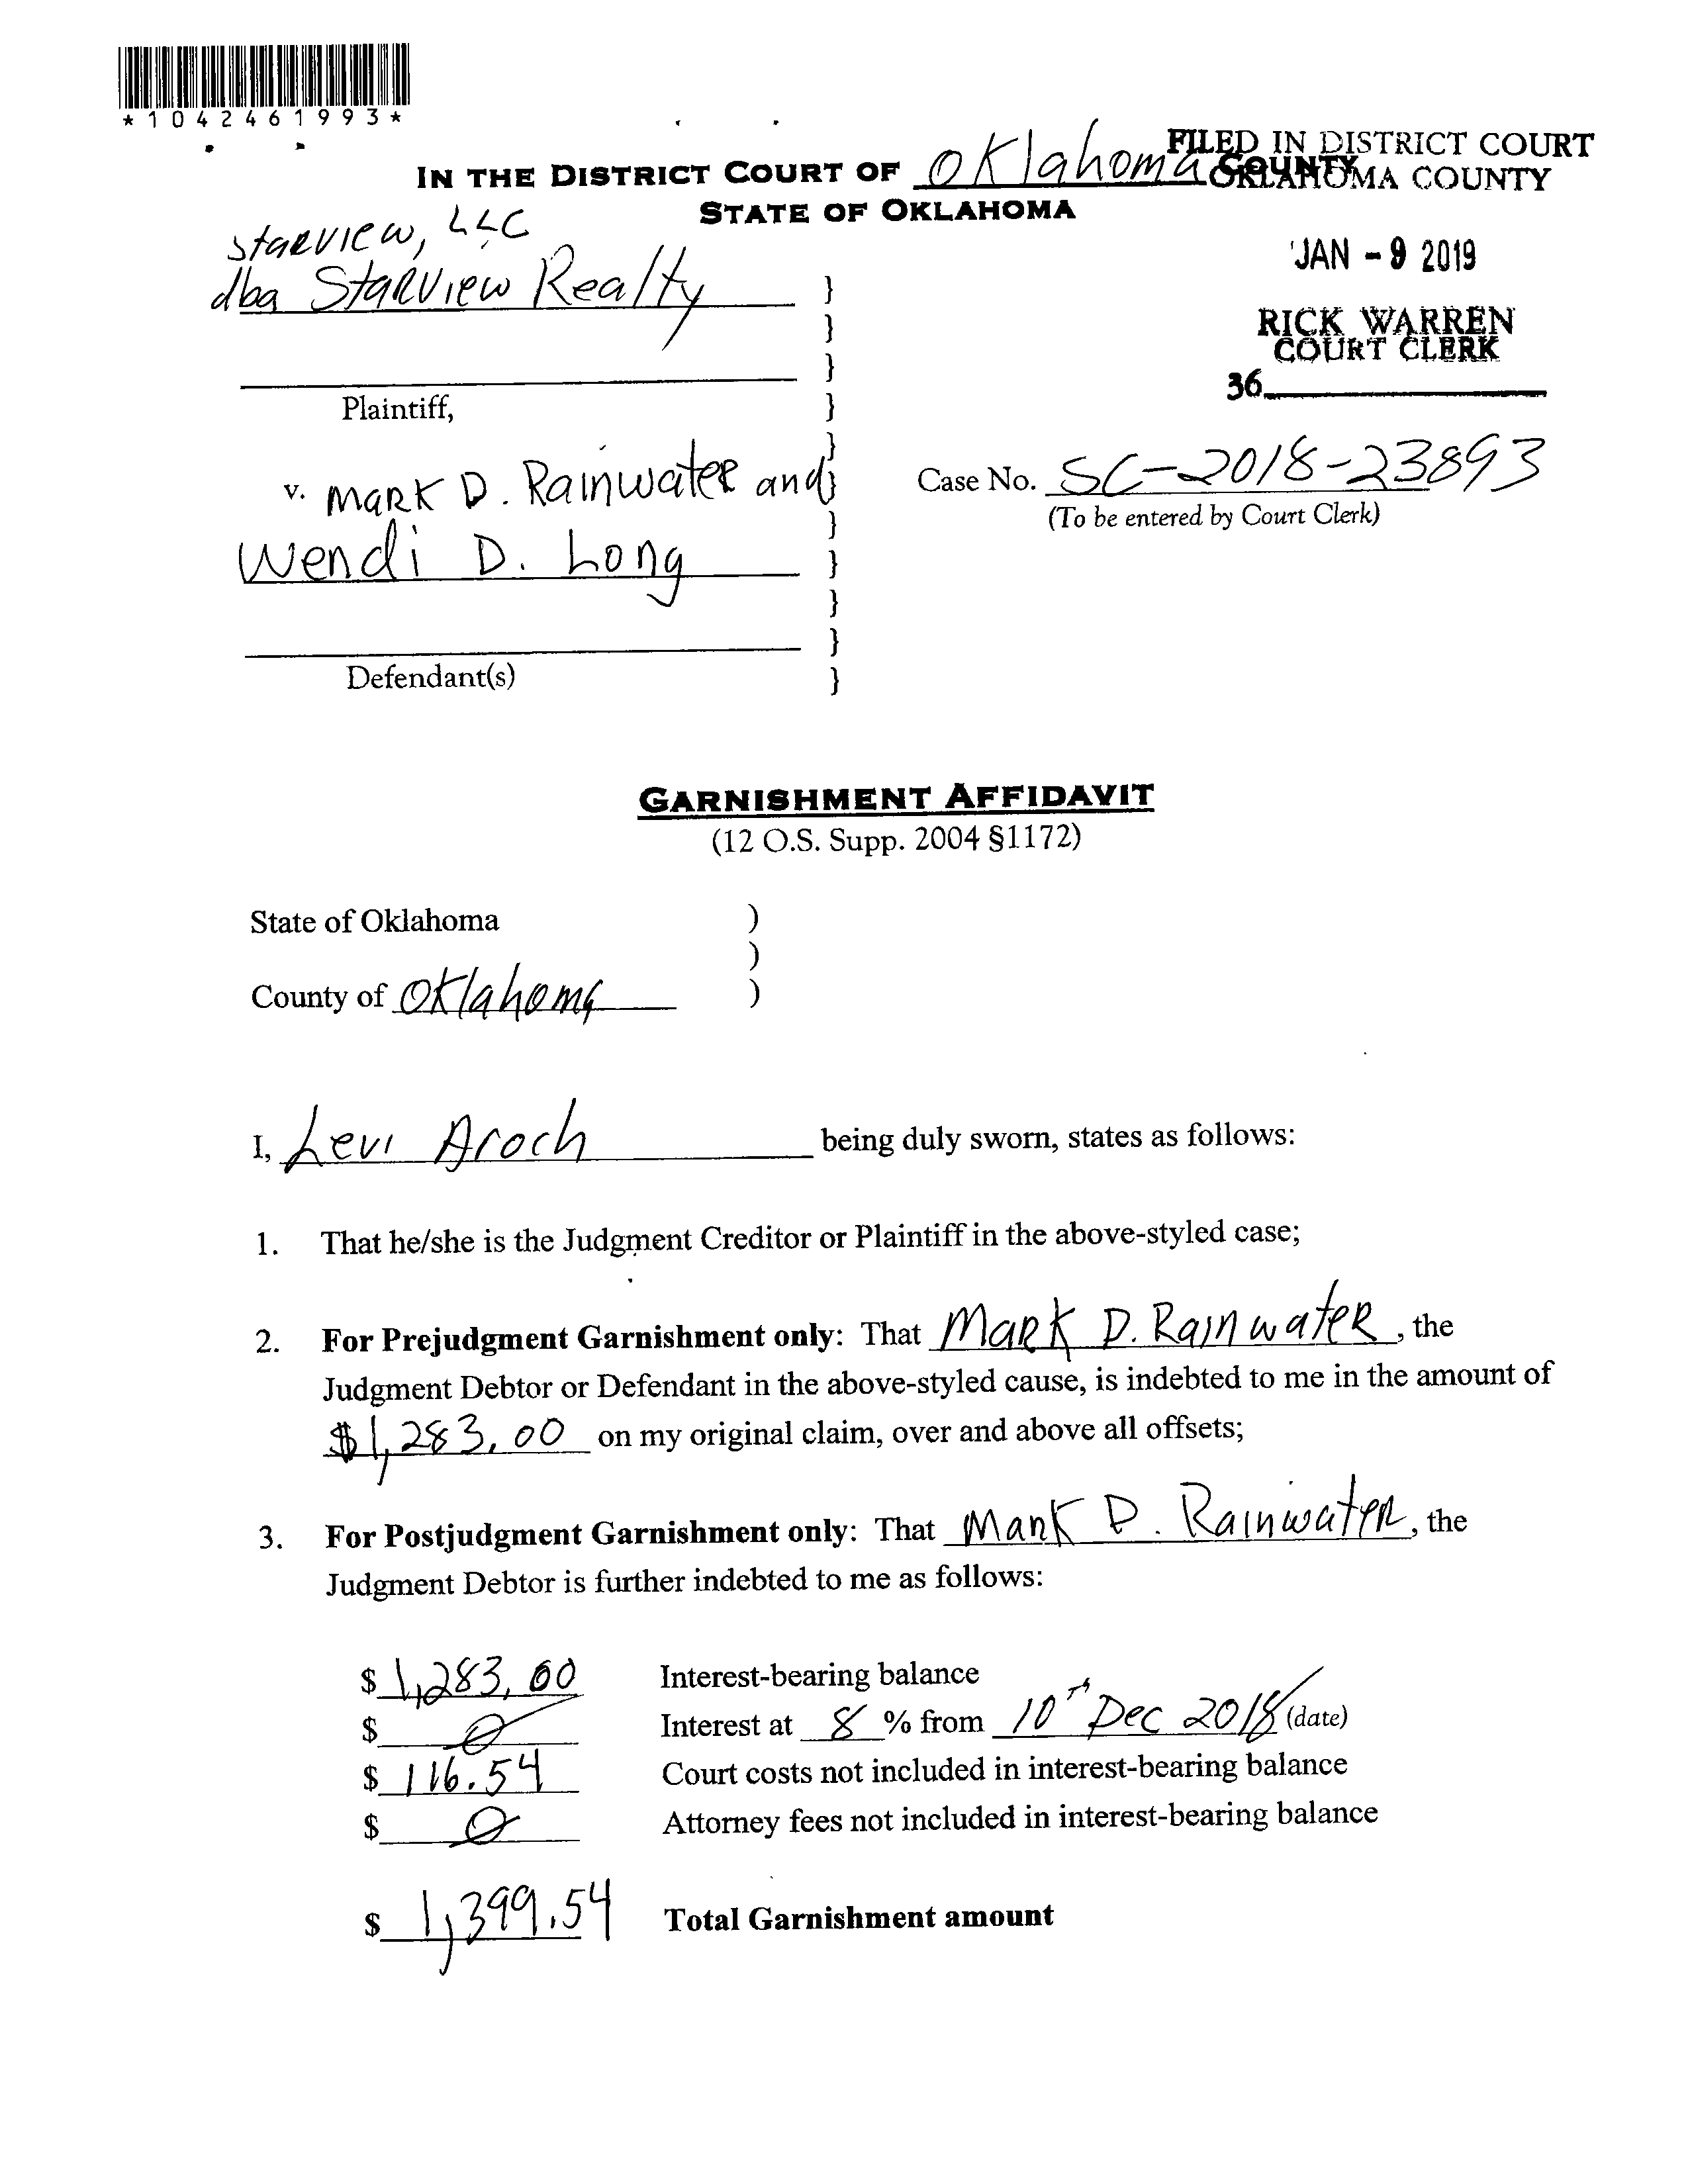 *1042461993*
IN THE DISTRICT COURT OF Oklahoma COUNTY
STATE OF OKLAHOMA
FILED IN DISTRICT COURT
OKLAHOMA COUNTY
JAN - 9 2019
RICK WARREN
COURT CLERK
36
Starview, LLC
dba Starview Realty }
}
}
Plaintiff, }
}
v. Mark D. Rainwater and }
}
Wendi D. Long }
}
}
Defendant(s) }
Case No. SC-2018-23893
(To be entered by Court Clerk)
GARNISHMENT AFFIDAVIT
(12 O.S. Supp. 2004 §1172)
State of Oklahoma )
)
County of Oklahoma )
I, Levi Aroch being duly sworn, states as follows:
1. That he/she is the Judgment Creditor or Plaintiff in the above-styled case;
2. For Prejudgment Garnishment only: That Mark D. Rainwater, the
Judgment Debtor or Defendant in the above-styled cause, is indebted to me in the amount of
$1,283.00 on my original claim, over and above all offsets;
3. For Postjudgment Garnishment only: That Mark D. Rainwater, the
Judgment Debtor is further indebted to me as follows:
$ 1,283.00 Interest-bearing balance
$ 0 Interest at 8 % from 10th Dec 2018 (date)
$ 116.54 Court costs not included in interest-bearing balance
$ 0 Attorney fees not included in interest-bearing balance
$ 1,399.54 Total Garnishment amount